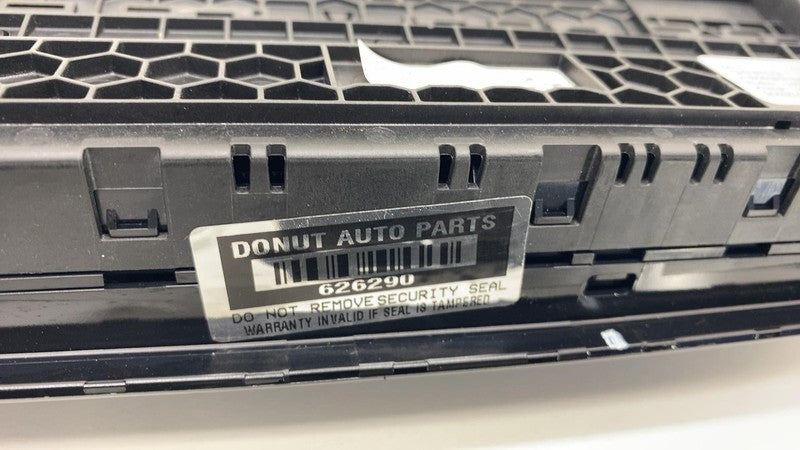 DONUT AUTO PARTS
626290
DO NOT REMOVE SECURITY SEAL
WARRANTY INVALID IF SEAL IS TAMPERED